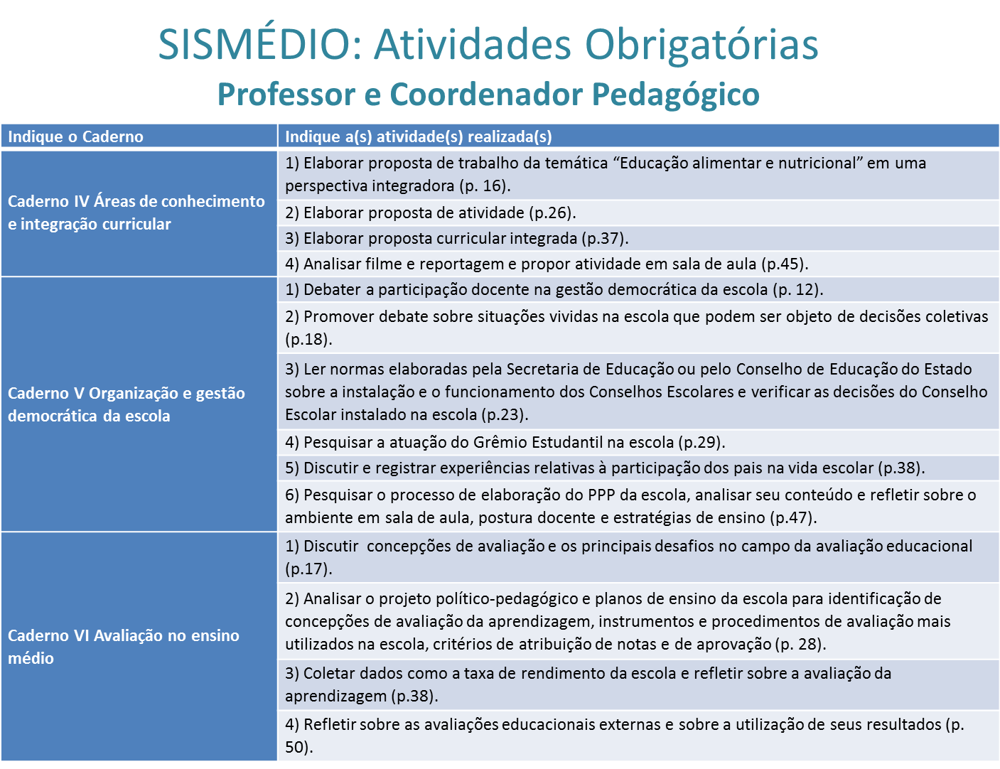 SISMÉDIO: Atividades Obrigatórias
Professor e Coordenador Pedagógico
Indique o Caderno
Indique a(s) atividade(s) realizada(s)
Caderno IV Áreas de conhecimento
e integração curricular
1) Elaborar proposta de trabalho da temática “Educação alimentar e nutricional” em uma
perspectiva integradora (p. 16).
2) Elaborar proposta de atividade (p.26).
3) Elaborar proposta curricular integrada (p.37).
4) Analisar filme e reportagem e propor atividade em sala de aula (p.45).
Caderno V Organização e gestão
democrática da escola
1) Debater a participação docente na gestão democrática da escola (p. 12).
2) Promover debate sobre situações vividas na escola que podem ser objeto de decisões coletivas
(p.18).
3) Ler normas elaboradas pela Secretaria de Educação ou pelo Conselho de Educação do Estado
sobre a instalação e o funcionamento dos Conselhos Escolares e verificar as decisões do Conselho
Escolar instalado na escola (p.23).
4) Pesquisar a atuação do Grêmio Estudantil na escola (p.29).
5) Discutir e registrar experiências relativas à participação dos pais na vida escolar (p.38).
6) Pesquisar o processo de elaboração do PPP da escola, analisar seu conteúdo e refletir sobre o
ambiente em sala de aula, postura docente e estratégias de ensino (p.47).
Caderno VI Avaliação no ensino
médio
1) Discutir  concepções de avaliação e os principais desafios no campo da avaliação educacional
(p.17).
2) Analisar o projeto político-pedagógico e planos de ensino da escola para identificação de
concepções de avaliação da aprendizagem, instrumentos e procedimentos de avaliação mais
utilizados na escola, critérios de atribuição de notas e de aprovação (p. 28).
3) Coletar dados como a taxa de rendimento da escola e refletir sobre a avaliação da
aprendizagem (p.38).
4) Refletir sobre as avaliações educacionais externas e sobre a utilização de seus resultados (p.
50).